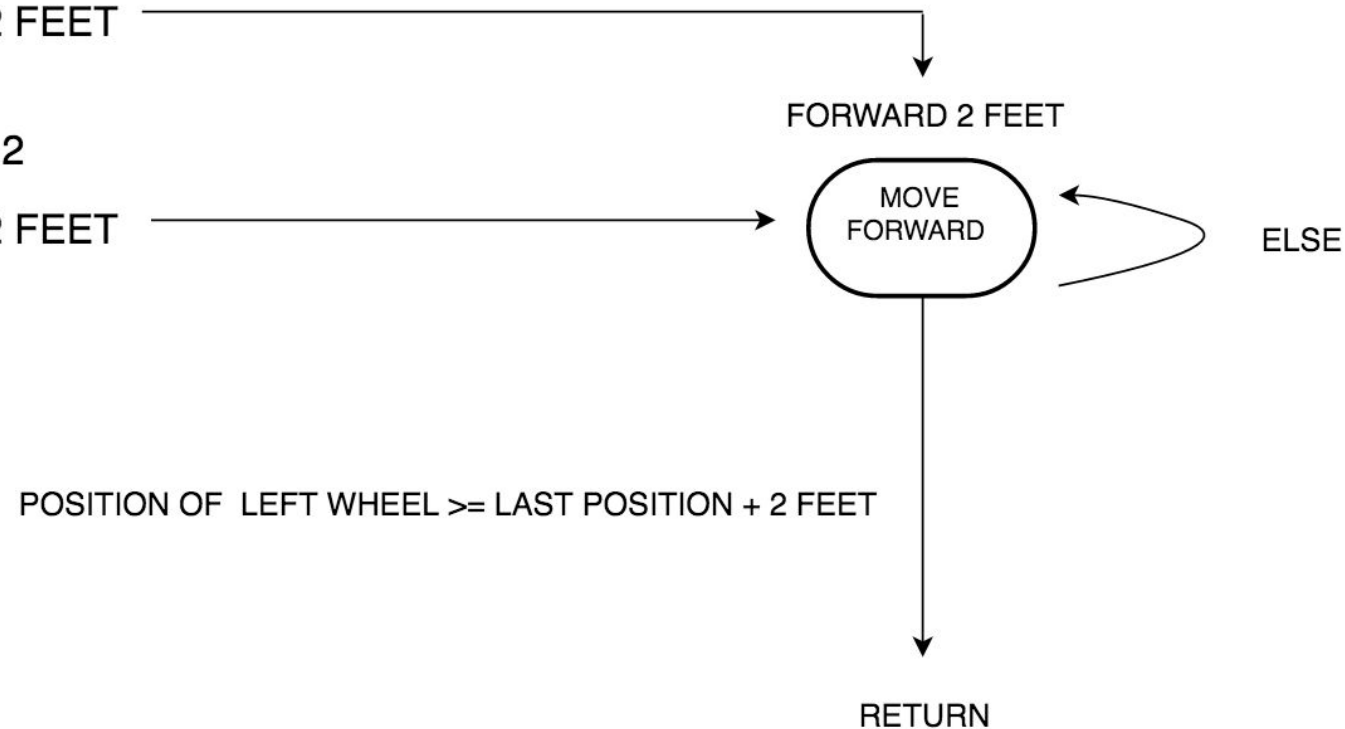 2 FEET
FORWARD 2 FEET
2
MOVE
FORWARD
2 FEET
ELSE
POSITION OF LEFT WHEEL >= LAST POSITION + 2 FEET
RETURN